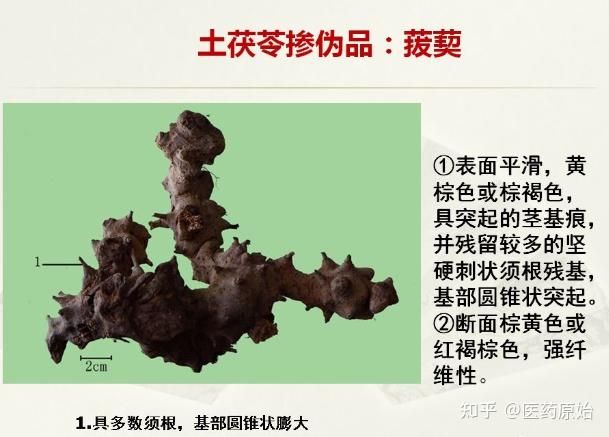 土茯苓掺伪品：菝葜
①表面平滑，黄
棕色或棕褐色，
具突起的茎基痕，
并残留较多的坚
硬刺状须根残基，
基部圆锥状突起。
②断面棕黄色或
红褐棕色，强纤
维性。
1
2cm
1.具多数须根，基部圆锥状膨大
知乎 @医药原始